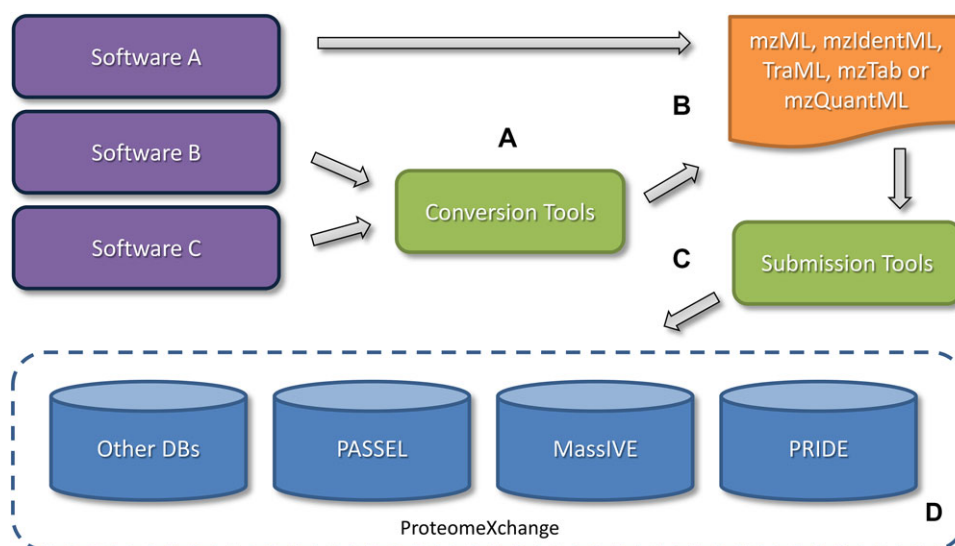 Software A
mzML, mzIdentML,
TraML, mzTab or
mzQuantML
B
A
Software B
Conversion Tools
Software C
C
Submission Tools
Other DBs
PASSEL
MassIVE
PRIDE
D
ProteomeXchange